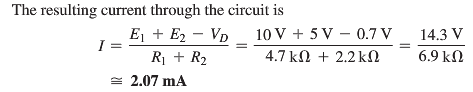 The resulting current through the circuit is
I = (E₁ + E₂ − V_D) / (R₁ + R₂) = (10 V + 5 V − 0.7 V) / (4.7 kΩ + 2.2 kΩ) = 14.3 V / 6.9 kΩ
≅ 2.07 mA